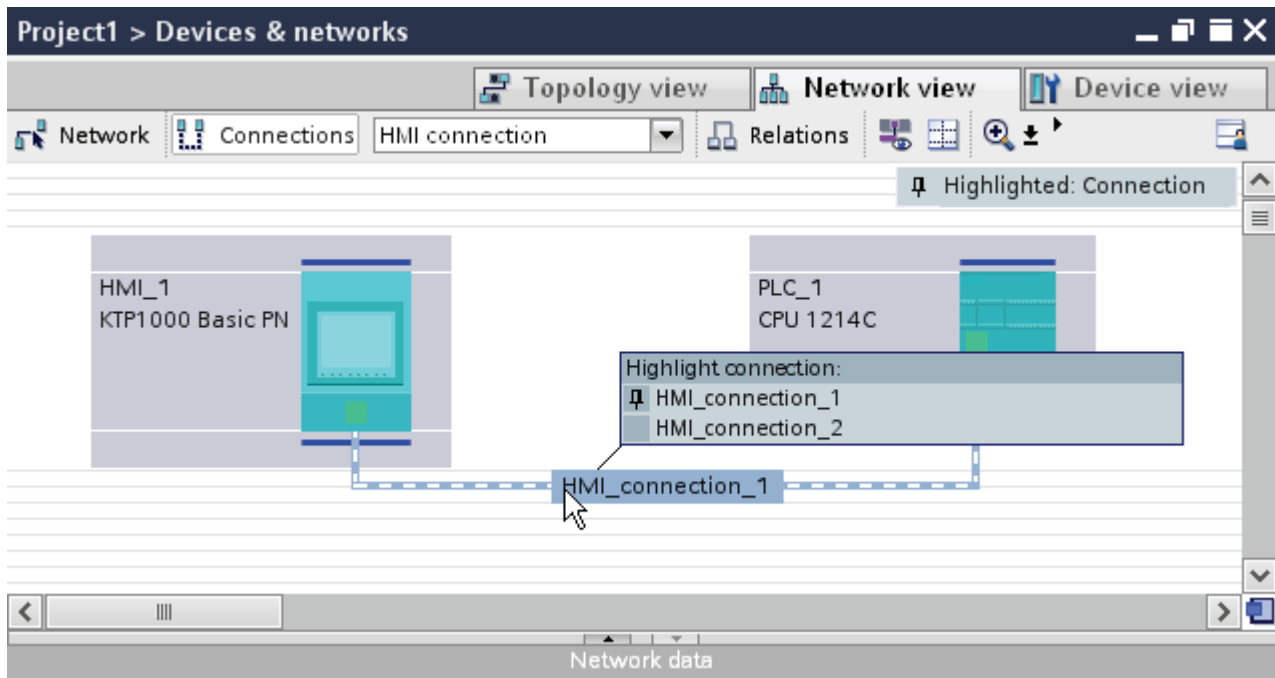 Project1 > Devices & networks
Topology view
Network view
Device view
Network
Connections
HMI connection
Relations
Highlighted: Connection
HMI_1
KTP1000 Basic PN
PLC_1
CPU 1214C
Highlight connection:
HMI_connection_1
HMI_connection_2
HMI_connection_1
Network data